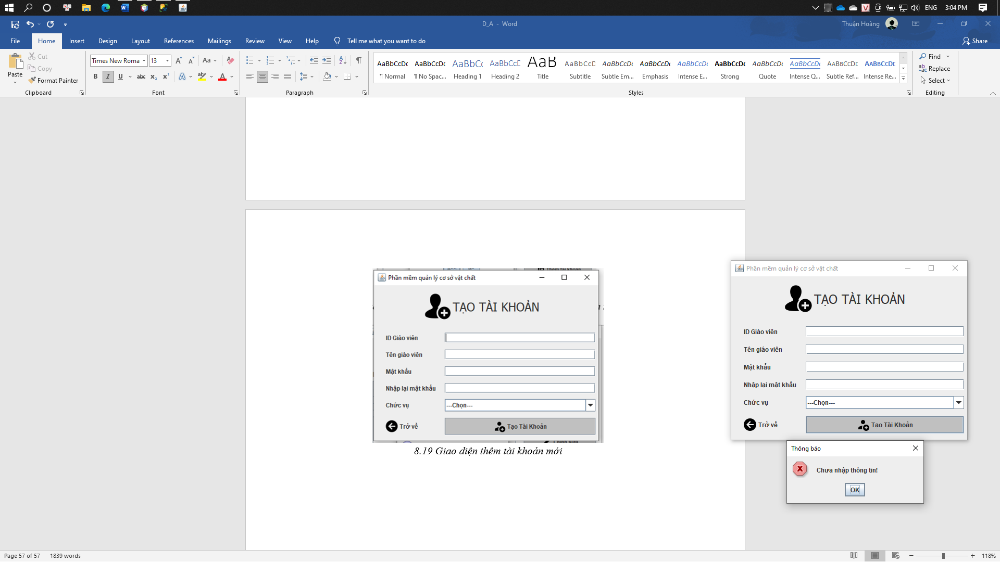 ENG 3:04 PM
D_A - Word
Thuận Hoàng
File Home Insert Design Layout References Mailings Review View Help Tell me what you want to do Share
Paste
Cut
Copy
Format Painter
Clipboard
Times New Roma 13
Font
Paragraph
AaBbCcDc AaBbCcDc AaBbCc AaBbCcD AaB AaBbCcD AaBbCcDc AaBbCcDc AaBbCcDc AaBbCcDc AaBbCcDc AaBbCcDc AaBbCcDd AaBbCcDd
¶ Normal ¶ No Spac... Heading 1 Heading 2 Title Subtitle Subtle Em... Emphasis Intense E... Strong Quote Intense Q... Subtle Ref... Intense Re...
Styles
Find
Replace
Select
Editing
Phần mềm quản lý cơ sở vật chất
TẠO TÀI KHOẢN
ID Giáo viên
Tên giáo viên
Mật khẩu
Nhập lại mật khẩu
Chức vụ ---Chọn---
Trở về Tạo Tài Khoản
8.19 Giao diện thêm tài khoản mới
Phần mềm quản lý cơ sở vật chất
TẠO TÀI KHOẢN
ID Giáo viên
Tên giáo viên
Mật khẩu
Nhập lại mật khẩu
Chức vụ ---Chọn---
Trở về Tạo Tài Khoản
Thông báo
Chưa nhập thông tin!
OK
Page 57 of 57 1839 words
118%